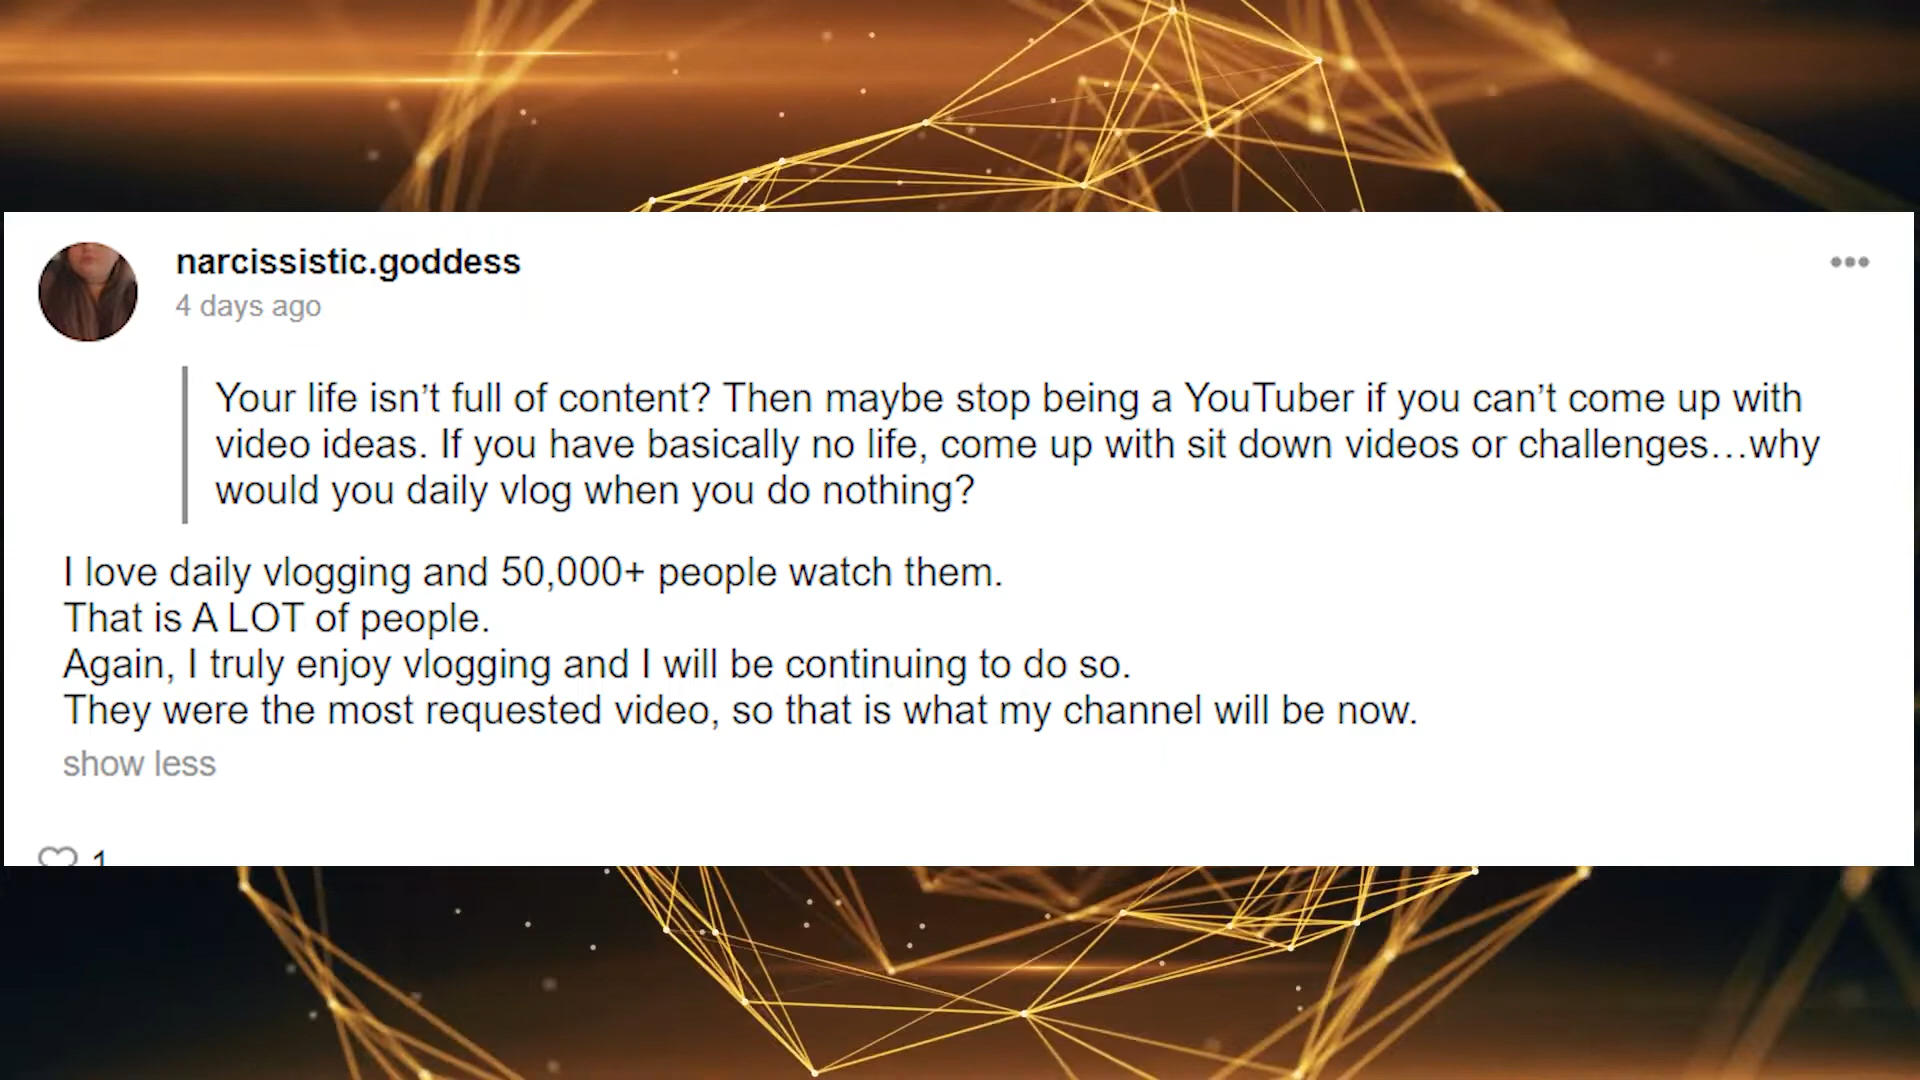 narcissistic.goddess
4 days ago
Your life isn’t full of content? Then maybe stop being a YouTuber if you can’t come up with
video ideas. If you have basically no life, come up with sit down videos or challenges…why
would you daily vlog when you do nothing?
I love daily vlogging and 50,000+ people watch them.
That is A LOT of people.
Again, I truly enjoy vlogging and I will be continuing to do so.
They were the most requested video, so that is what my channel will be now.
show less
1